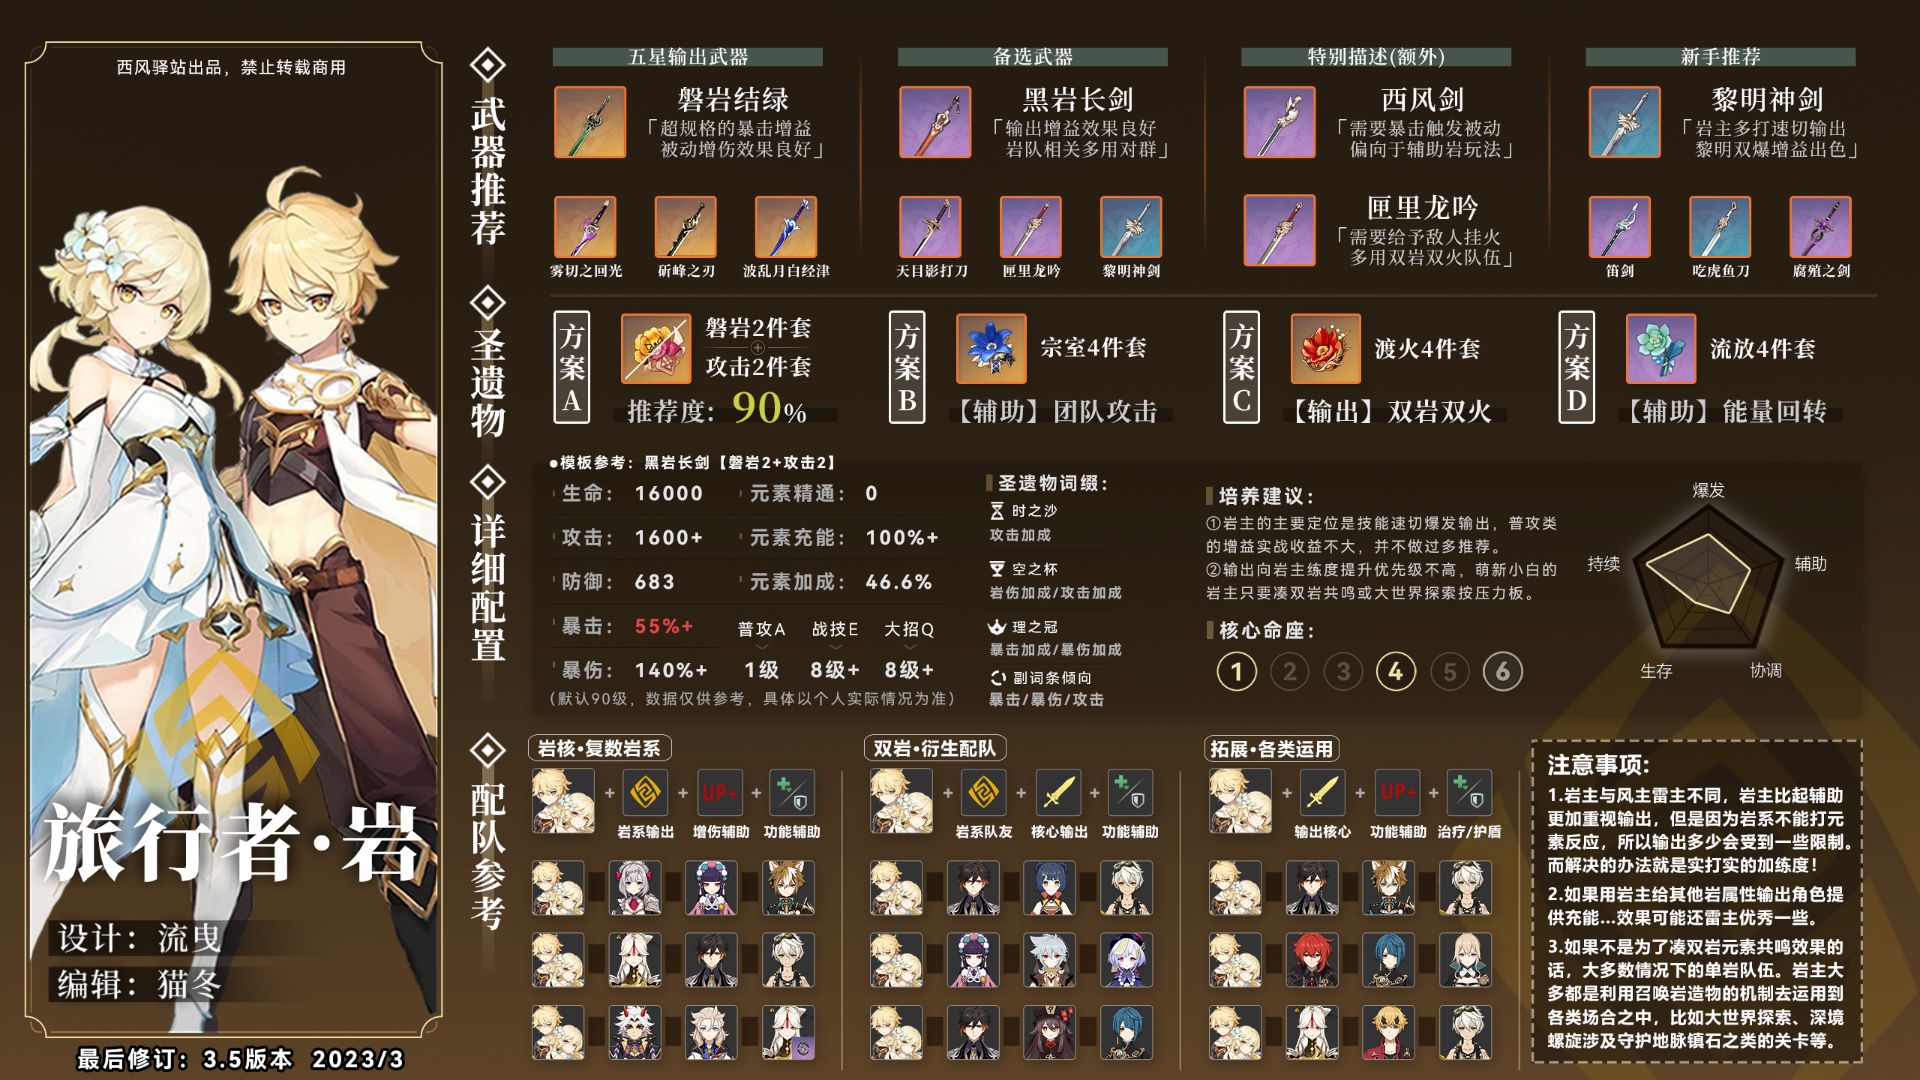 西风驿站出品，禁止转载商用
旅行者·岩
设计：流曳
编辑：猫冬
最后修订：3.5版本 2023/3
武器推荐
五星输出武器
磐岩结绿
「超规格的暴击增益
被动增伤效果良好」
雾切之回光
斫峰之刃
波乱月白经津
备选武器
黑岩长剑
「输出增益效果良好
岩队相关多用对群」
天目影打刀
匣里龙吟
黎明神剑
特别描述(额外)
西风剑
「需要暴击触发被动
偏向于辅助岩玩法」
匣里龙吟
「需要给予敌人挂火
多用双岩双火队伍」
新手推荐
黎明神剑
「岩主多打速切输出
黎明双爆增益出色」
笛剑
吃虎鱼刀
腐殖之剑
圣遗物
方案A
磐岩2件套
攻击2件套
推荐度：90%
方案B
宗室4件套
【辅助】团队攻击
方案C
渡火4件套
【输出】双岩双火
方案D
流放4件套
【辅助】能量回转
详细配置
●模板参考：黑岩长剑【磐岩2+攻击2】
生命：16000 元素精通：0
攻击：1600+ 元素充能：100%+
防御：683 元素加成：46.6%
暴击：55%+ 普攻A 战技E 大招Q
暴伤：140%+ 1级 8级+ 8级+
(默认90级，数据仅供参考，具体以个人实际情况为准)
圣遗物词缀：
时之沙
攻击加成
空之杯
岩伤加成/攻击加成
理之冠
暴击加成/暴伤加成
副词条倾向
暴击/暴伤/攻击
培养建议：
①岩主的主要定位是技能速切爆发输出，普攻类
的增益实战收益不大，并不做过多推荐。
②输出向岩主练度提升优先级不高，萌新小白的
岩主只要凑双岩共鸣或大世界探索按压力板。
核心命座：
1 2 3 4 5 6
爆发
持续
辅助
生存
协调
配队参考
岩核·复数岩系
+ UP+ +
岩系输出 增伤辅助 功能辅助
双岩·衍生配队
+ + +
岩系队友 核心输出 功能辅助
拓展·各类运用
+ + UP+ +
输出核心 功能辅助 治疗/护盾
注意事项:
1.岩主与风主雷主不同，岩主比起辅助
更加重视输出，但是因为岩系不能打元
素反应，所以输出多少会受到一些限制。
而解决的办法就是实打实的加练度！
2.如果用岩主给其他岩属性输出角色提
供充能...效果可能还雷主优秀一些。
3.如果不是为了凑双岩元素共鸣效果的
话，大多数情况下的单岩队伍。岩主大
多都是利用召唤岩造物的机制去运用到
各类场合之中，比如大世界探索、深境
螺旋涉及守护地脉镇石之类的关卡等。